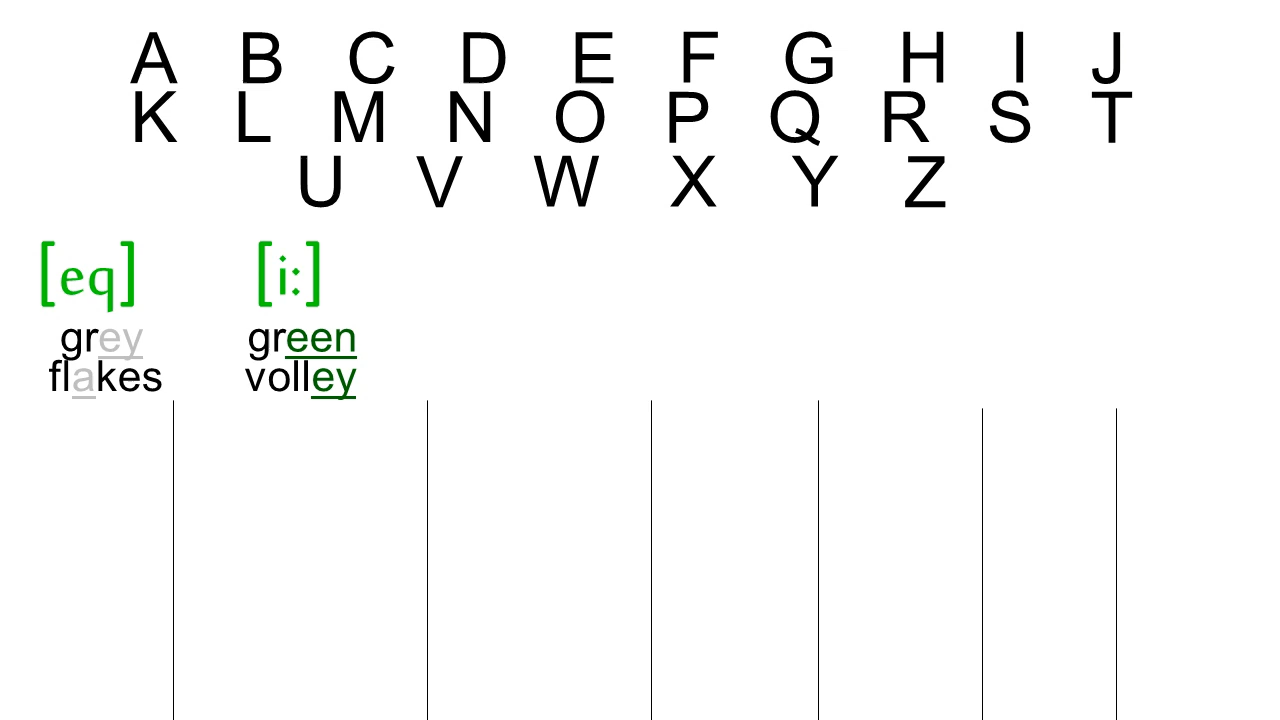 A B C D E F G H I J
K L M N O P Q R S T
U V W X Y Z
[eq] [i:]
grey green
flakes volley